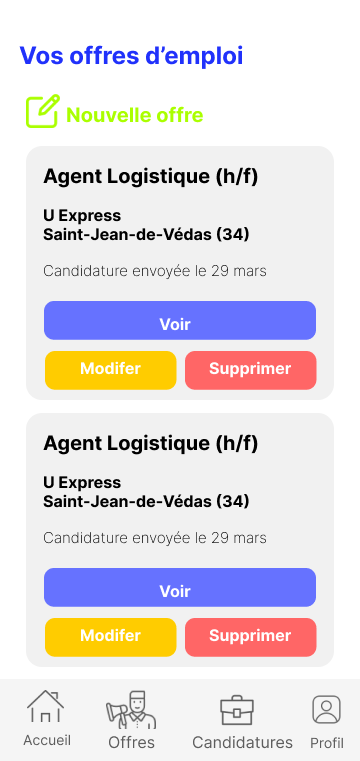 Vos offres d’emploi
Nouvelle offre
Agent Logistique (h/f)
U Express
Saint-Jean-de-Védas (34)
Candidature envoyée le 29 mars
Voir
Modifer
Supprimer
Agent Logistique (h/f)
U Express
Saint-Jean-de-Védas (34)
Candidature envoyée le 29 mars
Voir
Modifer
Supprimer
Accueil
Offres
Candidatures
Profil